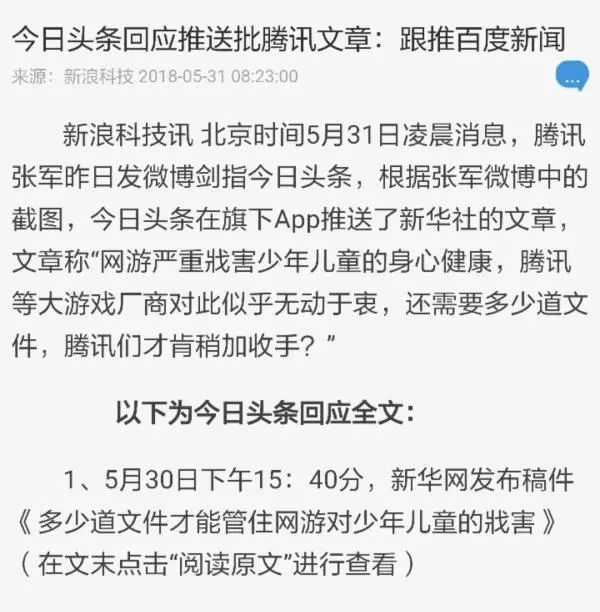 今日头条回应推送批腾讯文章：跟推百度新闻
来源：新浪科技 2018-05-31 08:23:00
新浪科技讯 北京时间5月31日凌晨消息，腾讯
张军昨日发微博剑指今日头条，根据张军微博中的
截图，今日头条在旗下App推送了新华社的文章，
文章称“网游严重戕害少年儿童的身心健康，腾讯
等大游戏厂商对此似乎无动于衷，还需要多少道文
件，腾讯们才肯稍加收手？”
以下为今日头条回应全文：
1、5月30日下午15：40分，新华网发布稿件
《 多少道文件才能管住网游对少年儿童的戕害 》
（ 在文末点击“阅读原文”进行查看 ）